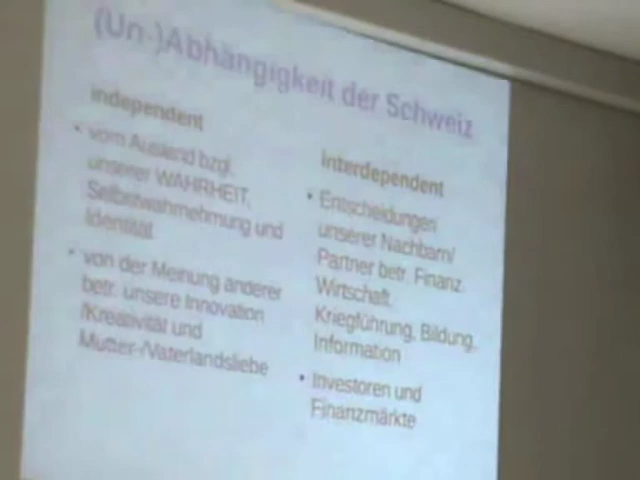 (Un-)Abhängigkeit der Schweiz
independent
• vom Ausland bzgl.
unserer WAHRHEIT,
Selbstwahrnehmung und
Identität.
• von der Meinung anderer
betr. unsere Innovation
/Kreativität und
Mutter-/Vaterlandsliebe
interdependent
• Entscheidungen
unserer Nachbarn/
Partner betr. Finanz.
Wirtschaft.
Kriegführung, Bildung,
Information
• Investoren und
Finanzmärkte